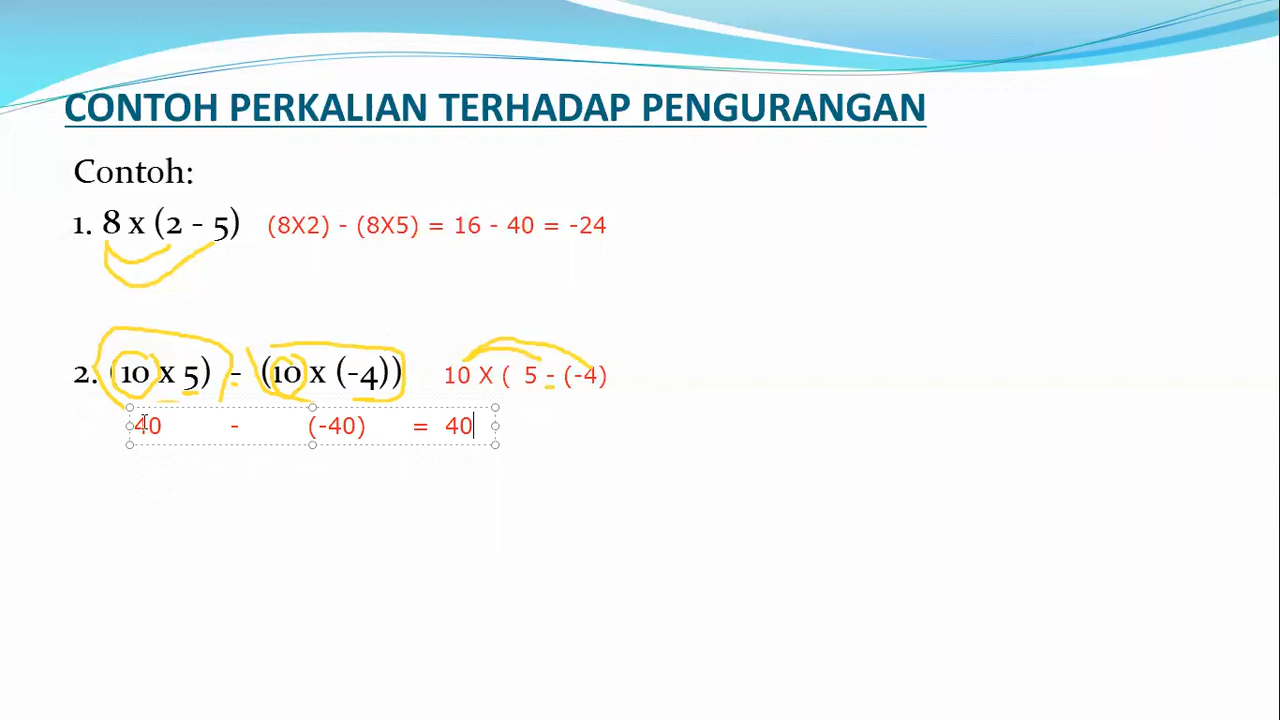 CONTOH PERKALIAN TERHADAP PENGURANGAN
Contoh:
1. 8 x (2 - 5) (8X2) - (8X5) = 16 - 40 = -24
2. (10 x 5) - (10 x (-4)) 10 X ( 5 - (-4)
40 - (-40) = 40